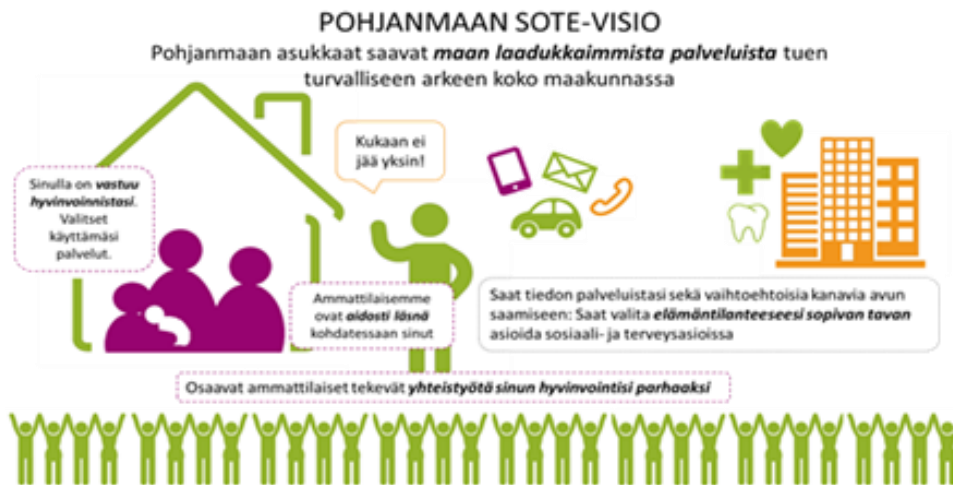 POHJANMAAN SOTE-VISIO
Pohjanmaan asukkaat saavat maan laadukkaimmista palveluista tuen
turvalliseen arkeen koko maakunnassa
Kukaan ei
jää yksin!
Sinulla on vastuu
hyvinvoinnistasi.
Valitset
käyttämäsi
palvelut.
Ammattilaisemme
ovat aidosti läsnä
kohdatessaan sinut
Saat tiedon palveluistasi sekä vaihtoehtoisia kanavia avun
saamiseen: Saat valita elämäntilanteeseesi sopivan tavan
asioida sosiaali- ja terveysasioissa
Osaavat ammattilaiset tekevät yhteistyötä sinun hyvinvointisi parhaaksi